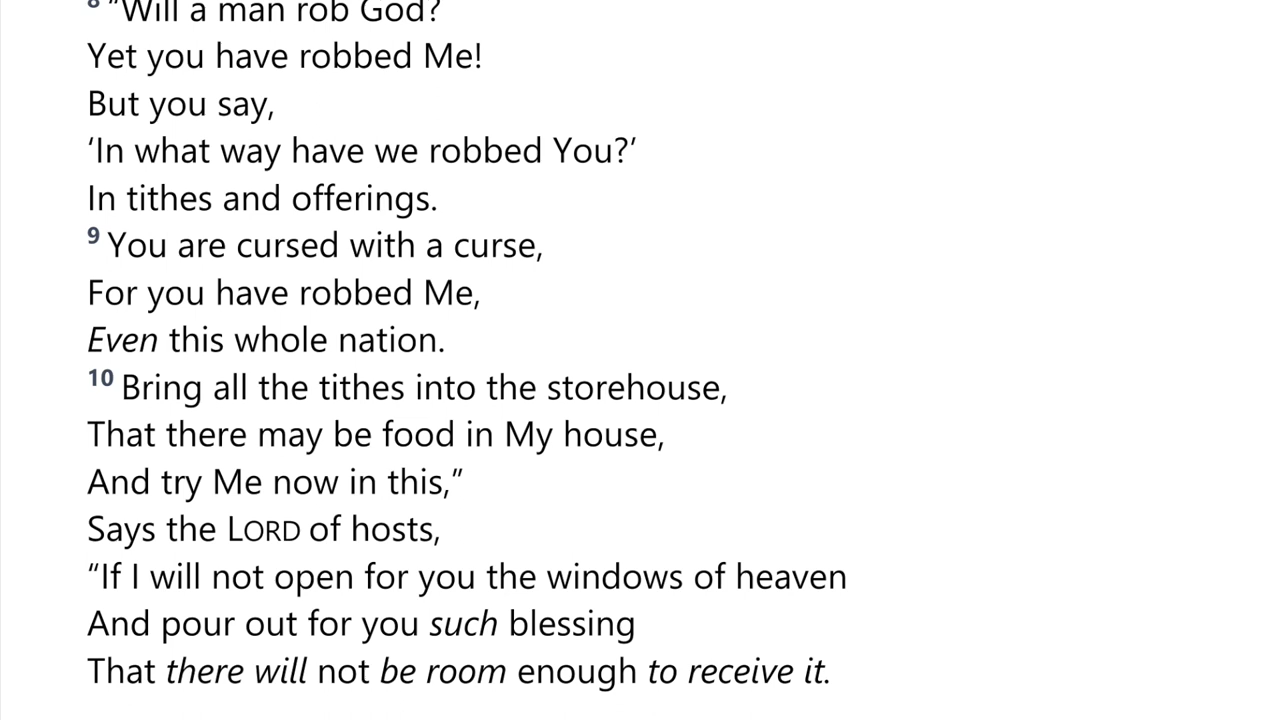 8 “Will a man rob God?
Yet you have robbed Me!
But you say,
‘In what way have we robbed You?’
In tithes and offerings.
9 You are cursed with a curse,
For you have robbed Me,
Even this whole nation.
10 Bring all the tithes into the storehouse,
That there may be food in My house,
And try Me now in this,”
Says the LORD of hosts,
“If I will not open for you the windows of heaven
And pour out for you such blessing
That there will not be room enough to receive it.